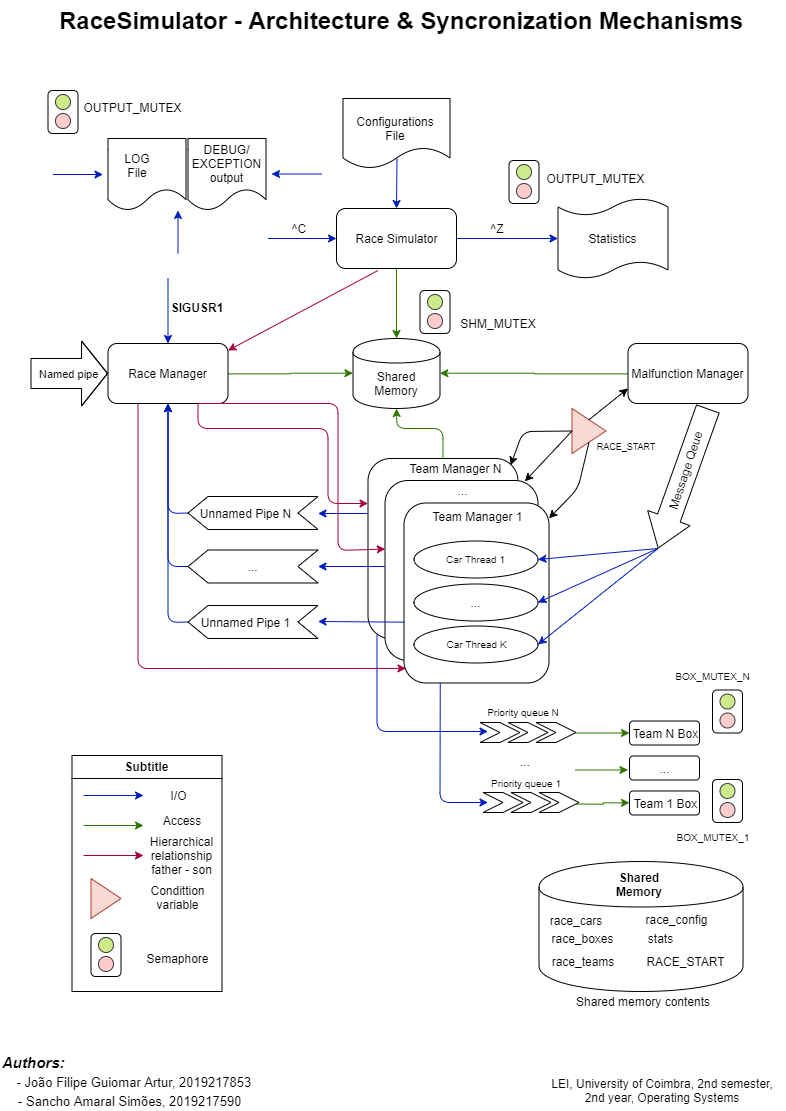 RaceSimulator - Architecture & Syncronization Mechanisms
OUTPUT_MUTEX
LOG
File
DEBUG/
EXCEPTION
output
Configurations
File
OUTPUT_MUTEX
^C
Race Simulator
^Z
Statistics
SIGUSR1
SHM_MUTEX
Named pipe
Race Manager
Shared
Memory
Malfunction Manager
RACE_START
Message Qeue
Team Manager N
...
Team Manager 1
Unnamed Pipe N
Car Thread 1
...
...
Unnamed Pipe 1
Car Thread K
BOX_MUTEX_N
Priority queue N
Team N Box
...
...
Priority queue 1
Team 1 Box
BOX_MUTEX_1
Subtitle
I/O
Access
Hierarchical
relationship
father - son
Condittion
variable
Semaphore
Shared
Memory
race_cars
race_config
race_boxes
stats
race_teams
RACE_START
Shared memory contents
Authors:
- João Filipe Guiomar Artur, 2019217853
- Sancho Amaral Simões, 2019217590
LEI, University of Coimbra, 2nd semester,
2nd year, Operating Systems